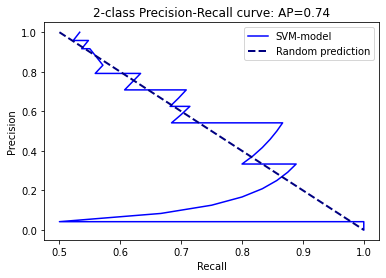 2-class Precision-Recall curve: AP=0.74
SVM-model
Random prediction
Precision
1.0
0.8
0.6
0.4
0.2
0.0
0.5 0.6 0.7 0.8 0.9 1.0
Recall